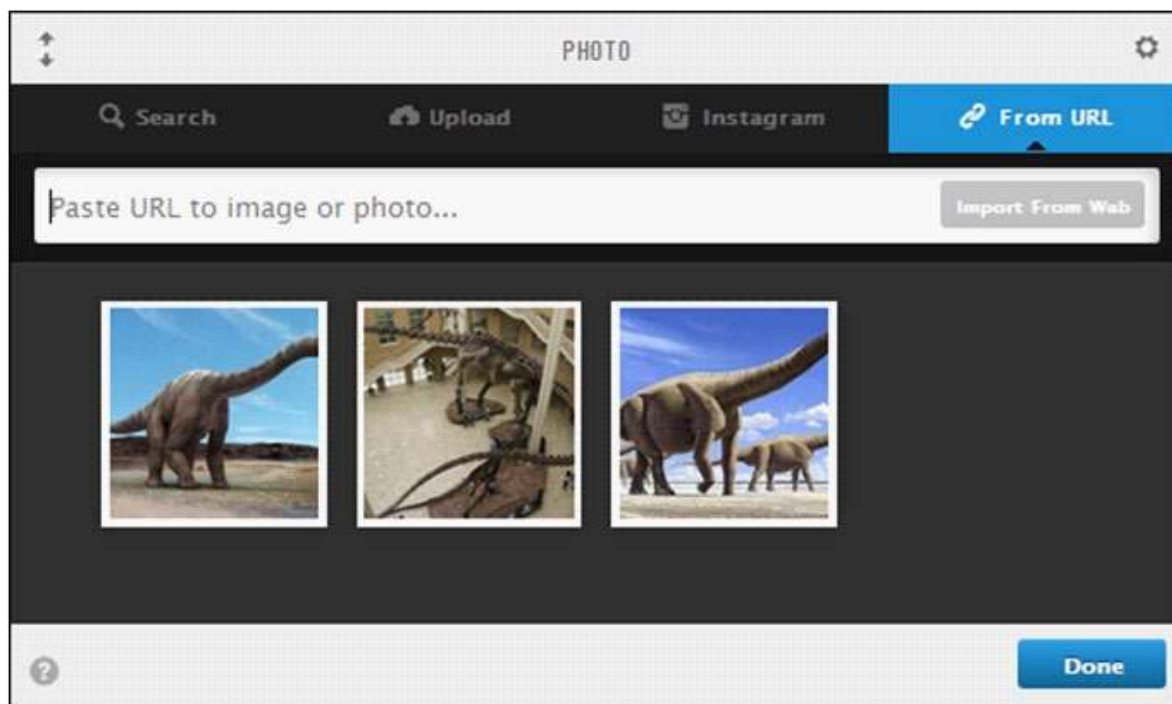 PHOTO
Search Upload Instagram From URL
Paste URL to image or photo... Import From Web
?
Done